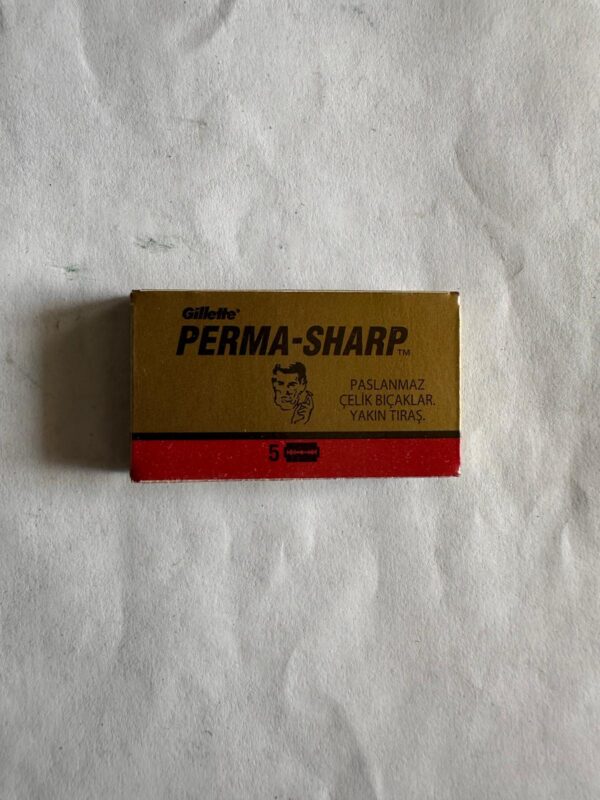 Gillette®
PERMA-SHARP™
PASLANMAZ
ÇELİK BIÇAKLAR.
YAKIN TIRAŞ.
5